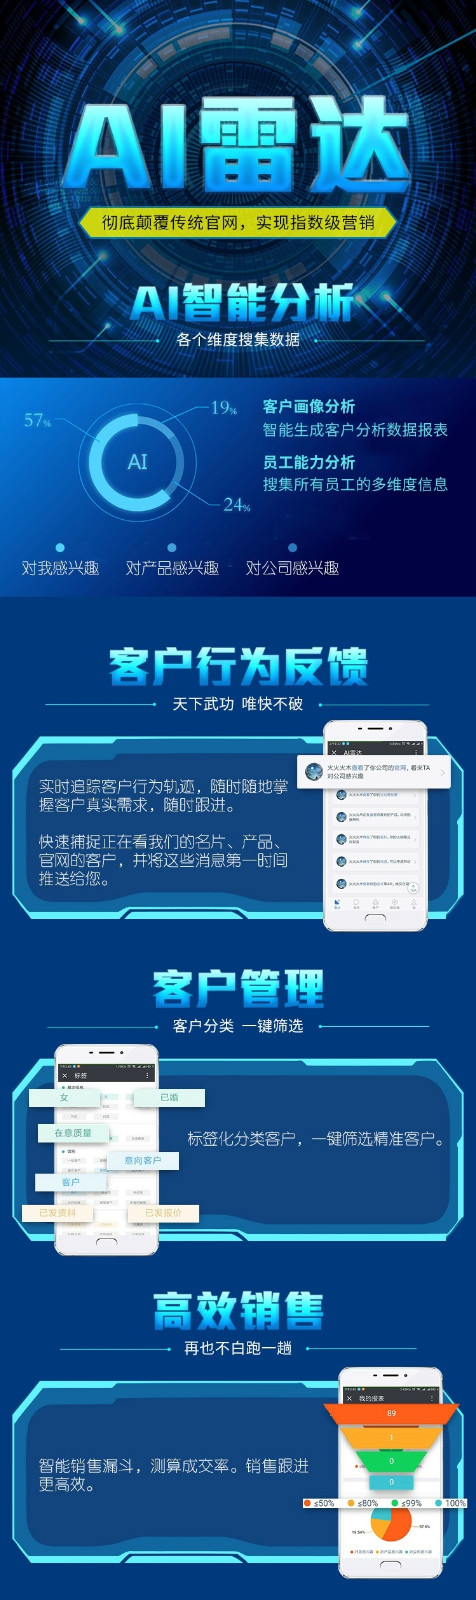 AI雷达
彻底颠覆传统官网，实现指数级营销
AI智能分析
各个维度搜集数据
57%
19%
AI
24%
客户画像分析
智能生成客户分析数据报表
员工能力分析
搜集所有员工的多维度信息
对我感兴趣 对产品感兴趣 对公司感兴趣
客户行为反馈
天下武功 唯快不破
实时追踪客户行为轨迹，随时随地掌
握客户真实需求，随时跟进。
快速捕捉正在看我们的名片、产品、
官网的客户，并将这些消息第一时间
推送给您。
AI雷达
火火火木查看了你公司的官网，看来TA
对公司感兴趣
客户管理
客户分类 一键筛选
标签
女
已婚
在意质量
意向客户
客户
已发资料
已发报价
标签化分类客户，一键筛选精准客户。
高效销售
再也不白跑一趟
智能销售漏斗，测算成交率。销售跟进
更高效。
我的报表
89
1
0
0
≤50% ≤80% ≤99% 100%